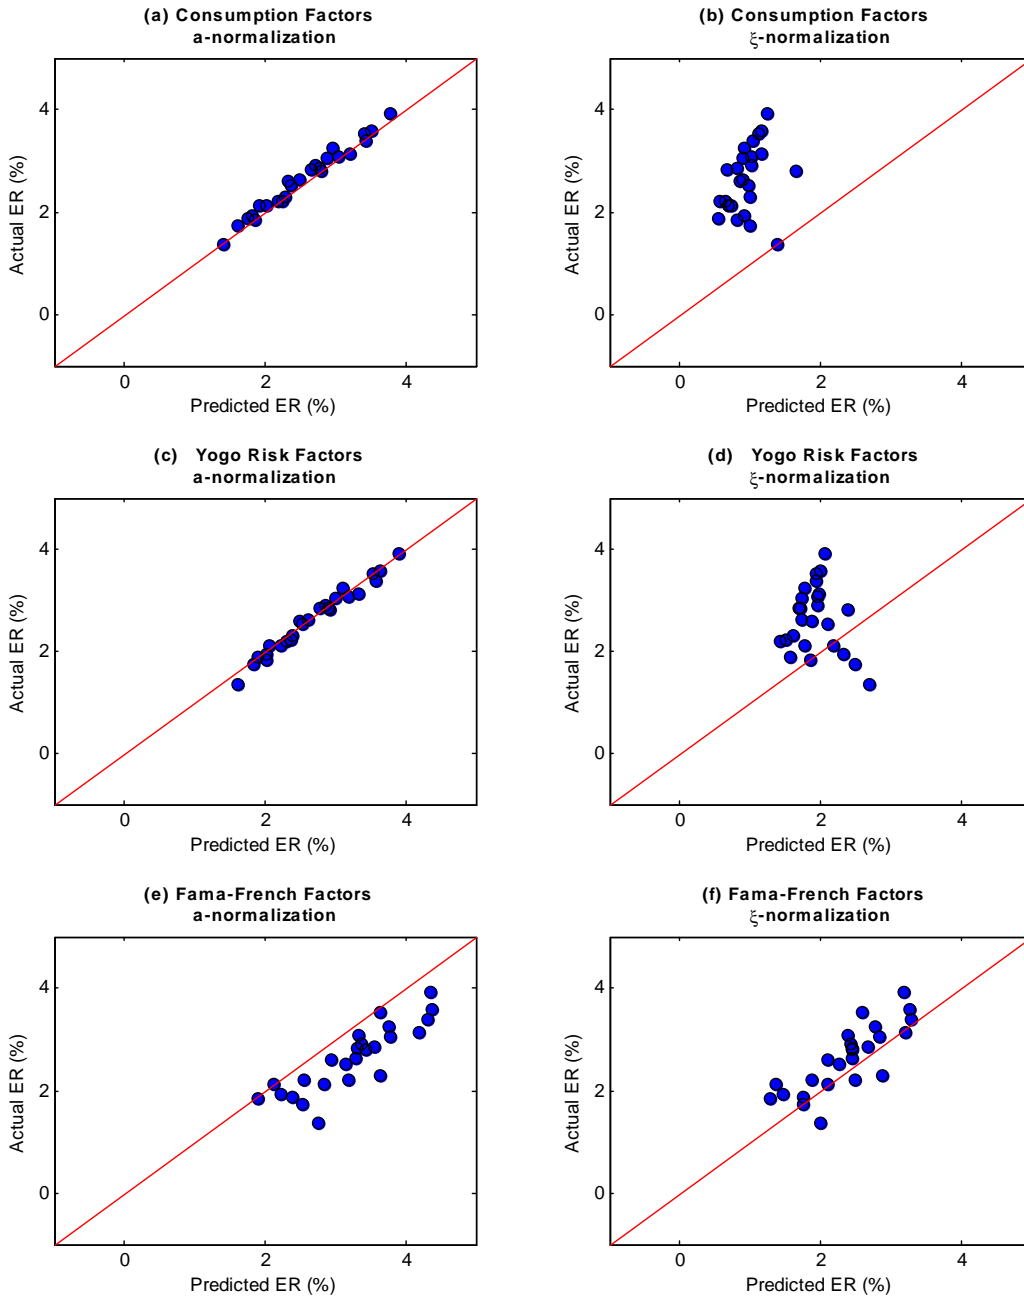 (a) Consumption Factors
a-normalization
4
2
0
Actual ER (%)
0 2 4
Predicted ER (%)
(b) Consumption Factors
ξ-normalization
4
2
0
Actual ER (%)
0 2 4
Predicted ER (%)
(c) Yogo Risk Factors
a-normalization
4
2
0
Actual ER (%)
0 2 4
Predicted ER (%)
(d) Yogo Risk Factors
ξ-normalization
4
2
0
Actual ER (%)
0 2 4
Predicted ER (%)
(e) Fama-French Factors
a-normalization
4
2
0
Actual ER (%)
0 2 4
Predicted ER (%)
(f) Fama-French Factors
ξ-normalization
4
2
0
Actual ER (%)
0 2 4
Predicted ER (%)